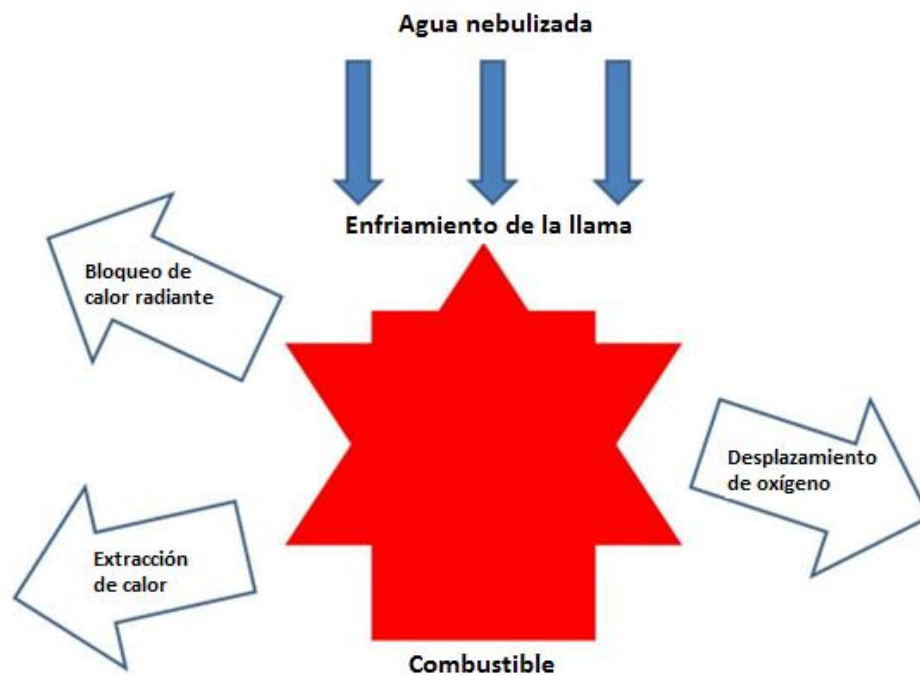 Agua nebulizada
Enfriamiento de la llama
Bloqueo de
calor radiante
Desplazamiento
de oxígeno
Extracción
de calor
Combustible